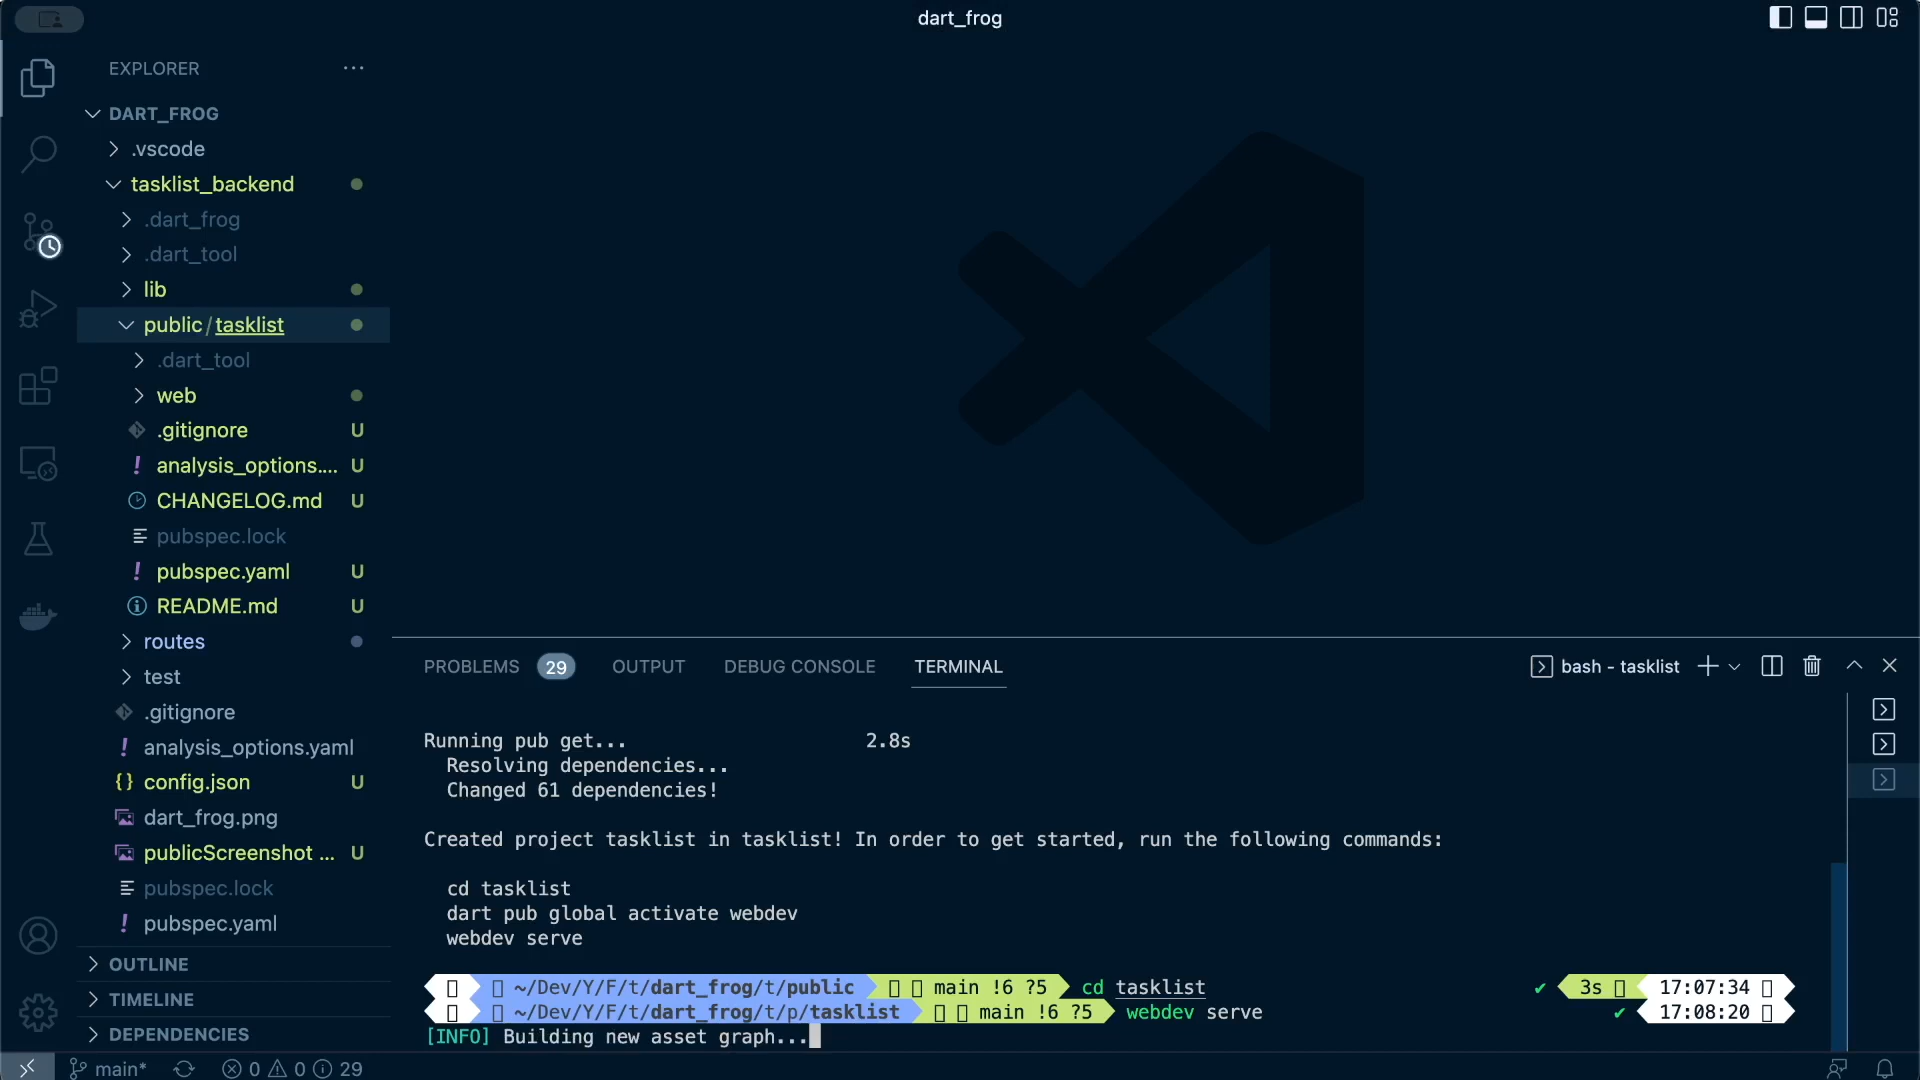 dart_frog
EXPLORER
DART_FROG
.vscode
tasklist_backend
.dart_frog
.dart_tool
lib
public/tasklist
.dart_tool
web
.gitignore U
analysis_options.... U
CHANGELOG.md U
pubspec.lock
pubspec.yaml U
README.md U
routes
test
.gitignore
analysis_options.yaml
config.json U
dart_frog.png
publicScreenshot ... U
pubspec.lock
pubspec.yaml
OUTLINE
TIMELINE
DEPENDENCIES
PROBLEMS 29 OUTPUT DEBUG CONSOLE TERMINAL
bash - tasklist
Running pub get... 2.8s
Resolving dependencies...
Changed 61 dependencies!
Created project tasklist in tasklist! In order to get started, run the following commands:
cd tasklist
dart pub global activate webdev
webdev serve
~/Dev/Y/F/t/dart_frog/t/public main !6 ?5 cd tasklist ✔ 3s 17:07:34
~/Dev/Y/F/t/dart_frog/t/p/tasklist main !6 ?5 webdev serve ✔ 17:08:20
[INFO] Building new asset graph...
main* 0 0 29